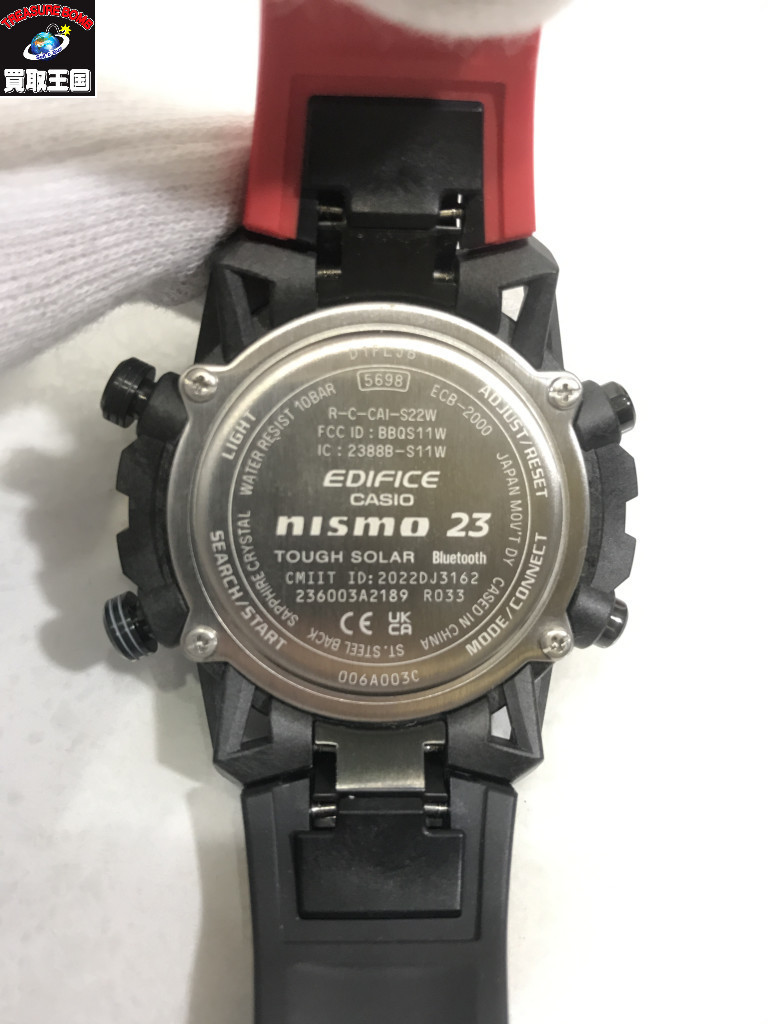 TREASURE BOMB
買取王国
5698
ECB-2000
WATER RESIST 10BAR
LIGHT
ADJUST/RESET
R-C-CAI-S22W
FCC ID : BBQS11W
IC : 2388B-S11W
EDIFICE
CASIO
nismo 23
TOUGH SOLAR Bluetooth
CMIIT ID:2022DJ3162
236003A2189 R033
CE UK CA
JAPAN MOV'T DY CASED IN CHINA
ST. STEEL BACK SAPPHIRE CRYSTAL
SEARCH/START
MODE/CONNECT
006A003C